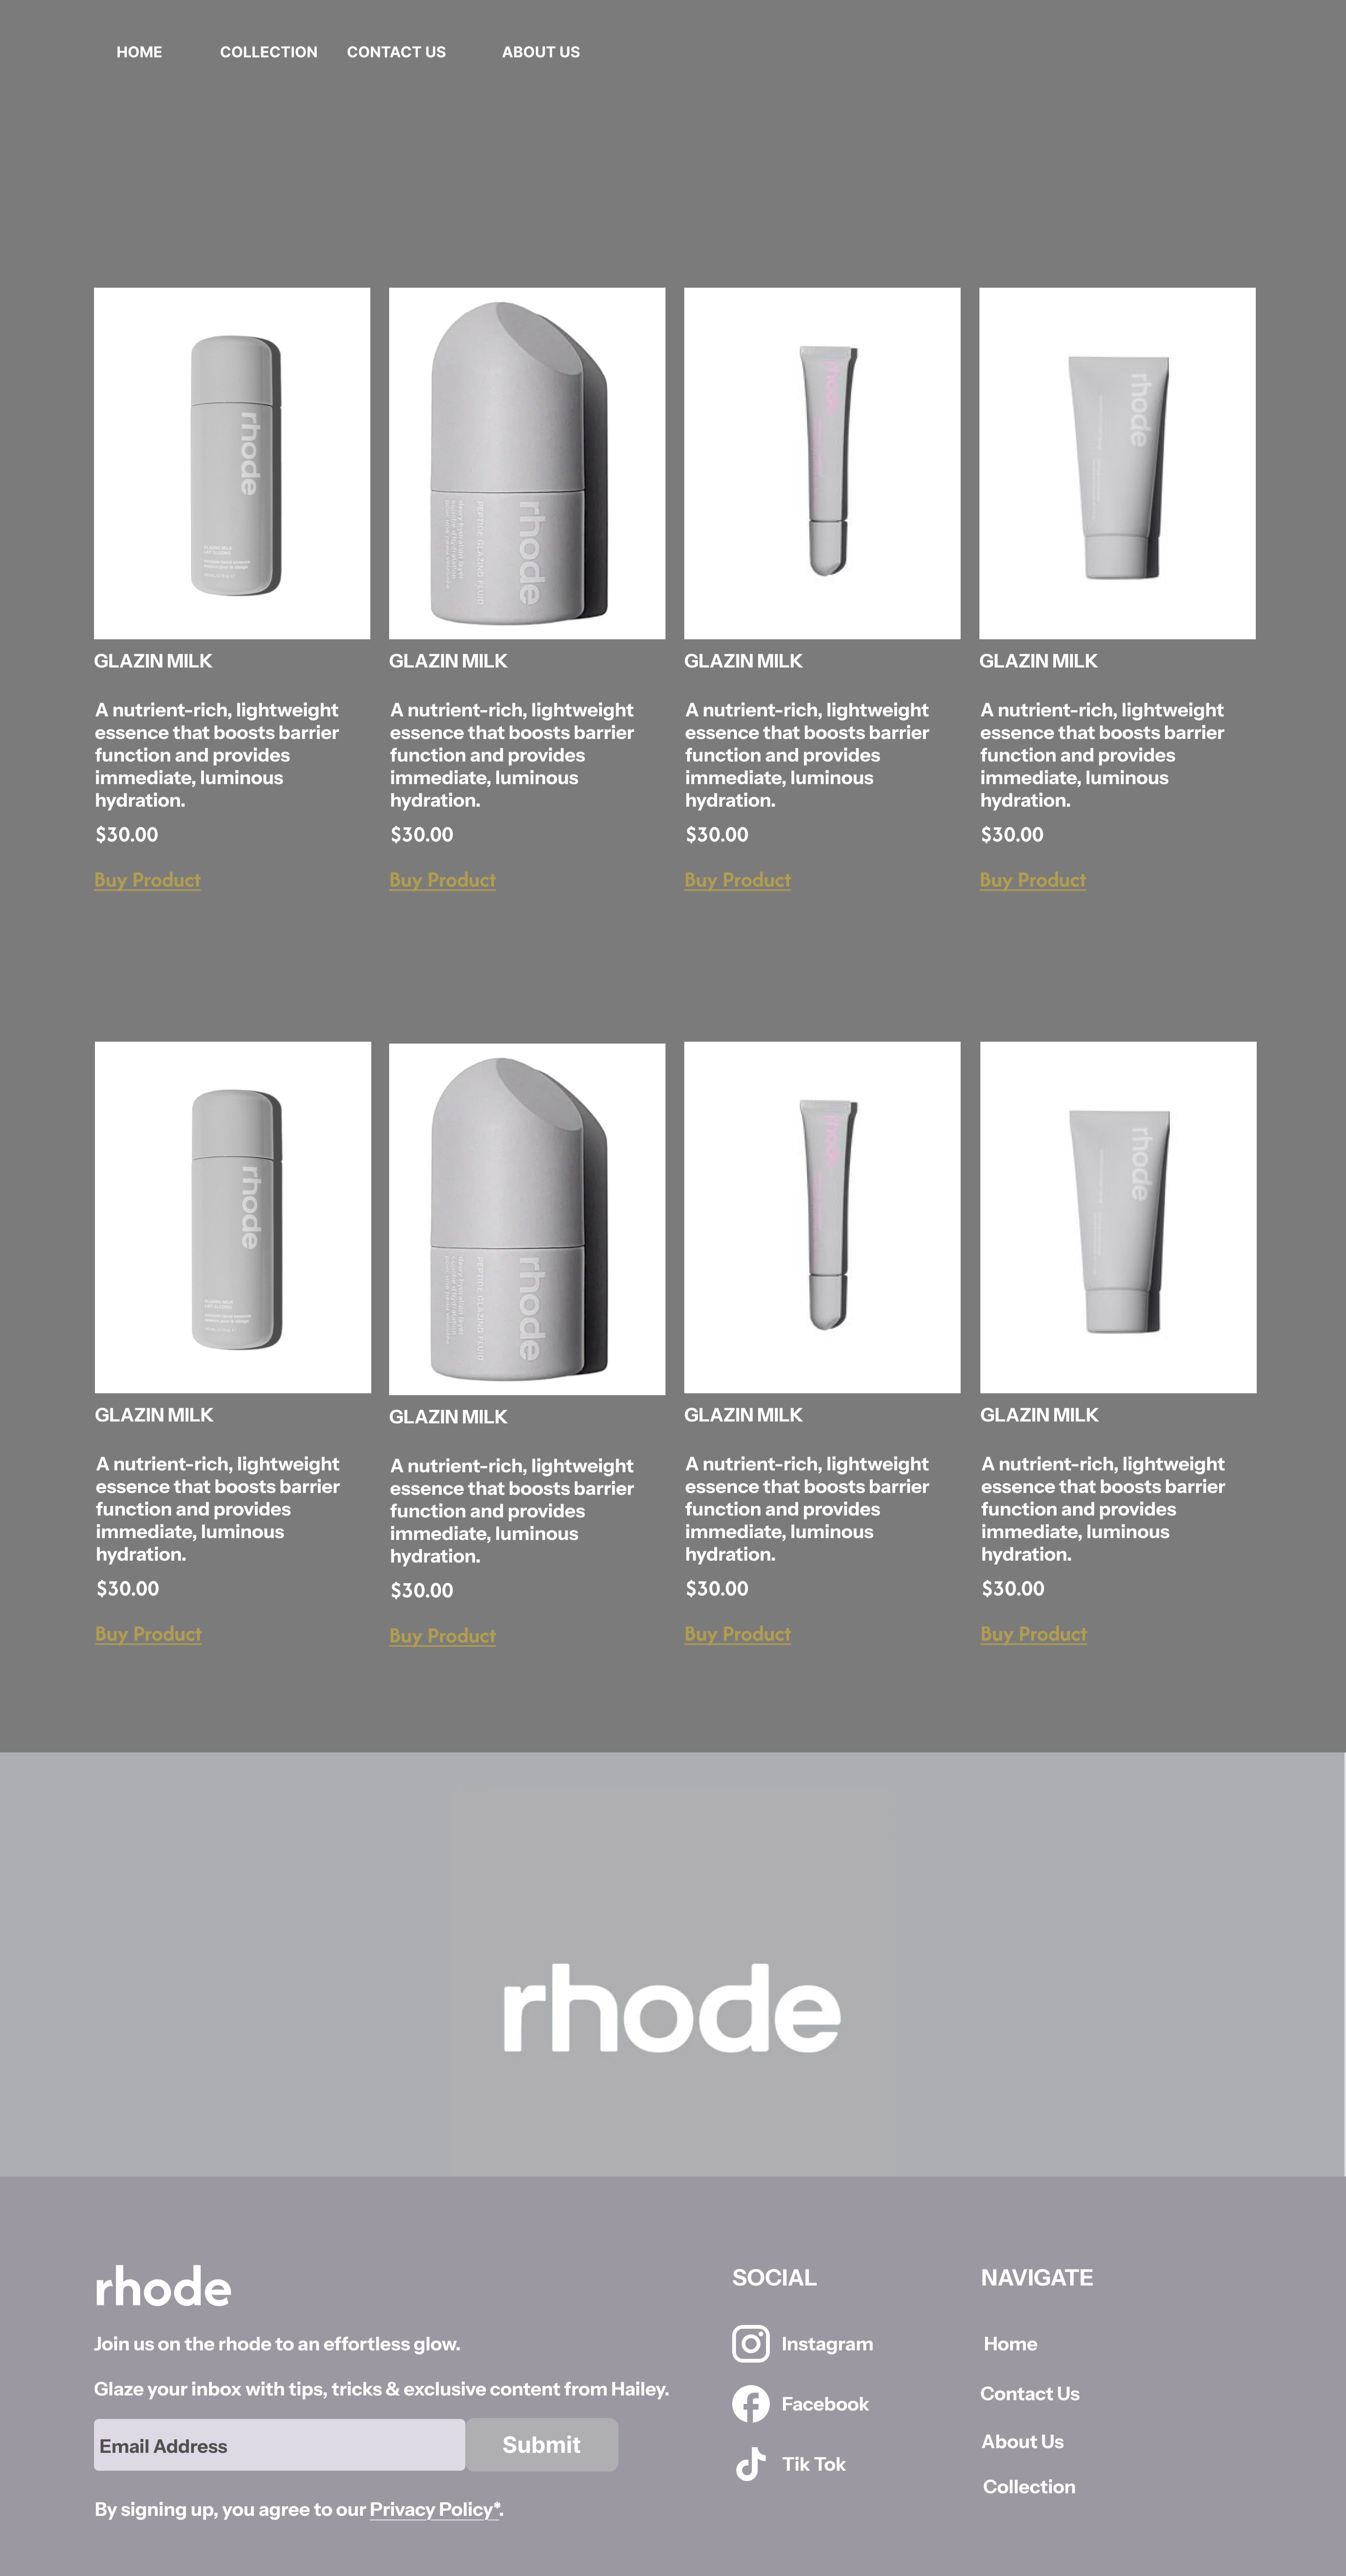 HOME COLLECTION CONTACT US ABOUT US
rhode
rhode
PEPTIDE GLAZING FLUID
rhode
rhode
GLAZIN MILK
GLAZIN MILK
GLAZIN MILK
GLAZIN MILK
A nutrient-rich, lightweight
essence that boosts barrier
function and provides
immediate, luminous
hydration.
$30.00
Buy Product
A nutrient-rich, lightweight
essence that boosts barrier
function and provides
immediate, luminous
hydration.
$30.00
Buy Product
A nutrient-rich, lightweight
essence that boosts barrier
function and provides
immediate, luminous
hydration.
$30.00
Buy Product
A nutrient-rich, lightweight
essence that boosts barrier
function and provides
immediate, luminous
hydration.
$30.00
Buy Product
rhode
rhode
PEPTIDE GLAZING FLUID
rhode
rhode
GLAZIN MILK
GLAZIN MILK
GLAZIN MILK
GLAZIN MILK
A nutrient-rich, lightweight
essence that boosts barrier
function and provides
immediate, luminous
hydration.
$30.00
Buy Product
A nutrient-rich, lightweight
essence that boosts barrier
function and provides
immediate, luminous
hydration.
$30.00
Buy Product
A nutrient-rich, lightweight
essence that boosts barrier
function and provides
immediate, luminous
hydration.
$30.00
Buy Product
A nutrient-rich, lightweight
essence that boosts barrier
function and provides
immediate, luminous
hydration.
$30.00
Buy Product
rhode
rhode
Join us on the rhode to an effortless glow.
Glaze your inbox with tips, tricks & exclusive content from Hailey.
Email Address
Submit
By signing up, you agree to our Privacy Policy*.
SOCIAL
Instagram
Facebook
Tik Tok
NAVIGATE
Home
Contact Us
About Us
Collection